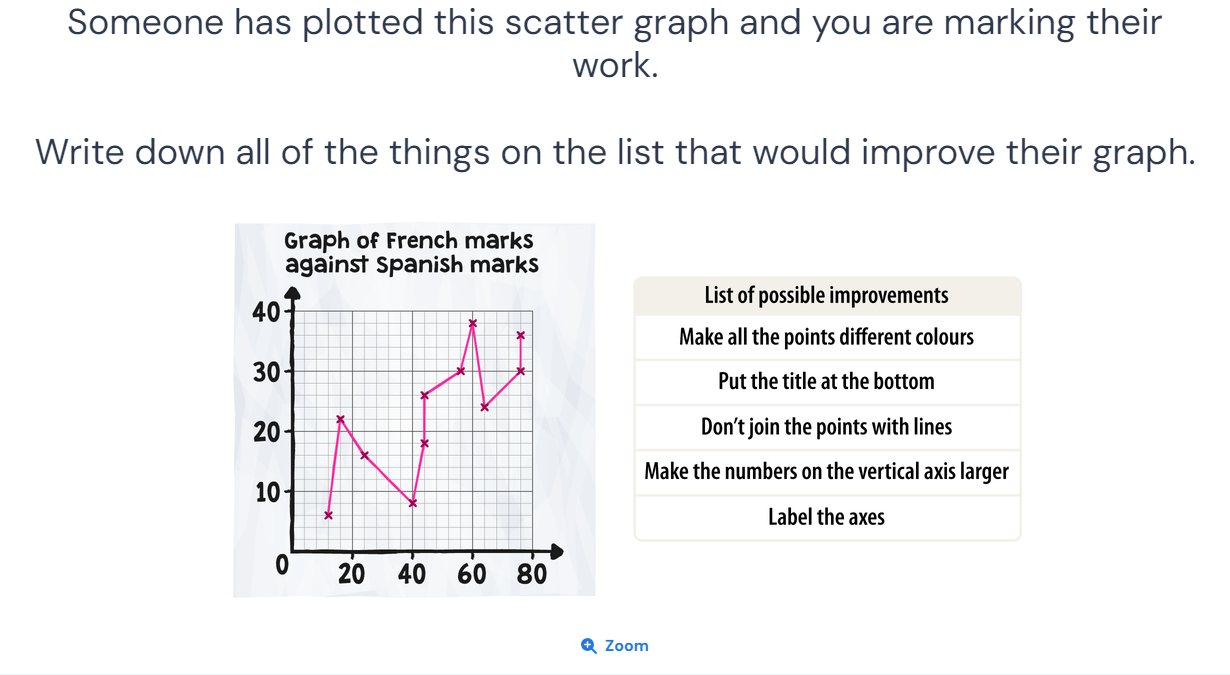 Someone has plotted this scatter graph and you are marking their
work.
Write down all of the things on the list that would improve their graph.
Graph of French marks
against Spanish marks
40
30
20
10
0
20 40 60 80
List of possible improvements
Make all the points different colours
Put the title at the bottom
Don’t join the points with lines
Make the numbers on the vertical axis larger
Label the axes
Zoom